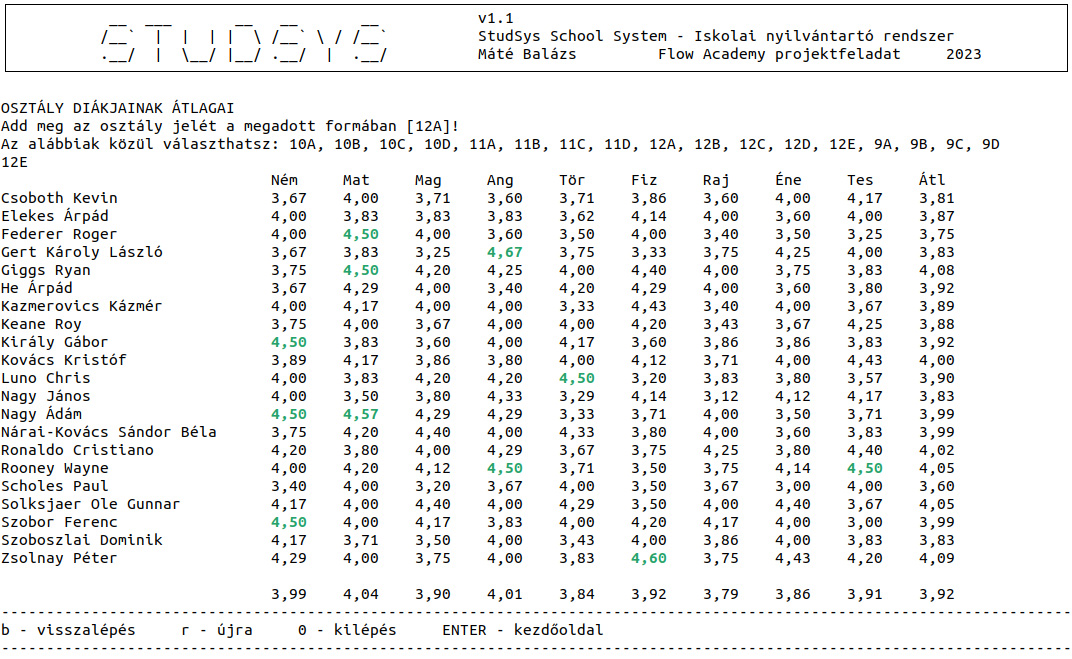 STUDSYS
v1.1
StudSys School System - Iskolai nyilvántartó rendszer
Máté Balázs Flow Academy projektfeladat 2023
OSZTÁLY DIÁKJAINAK ÁTLAGAI
Add meg az osztály jelét a megadott formában [12A]!
Az alábbiak közül választhatsz: 10A, 10B, 10C, 10D, 11A, 11B, 11C, 11D, 12A, 12B, 12C, 12D, 12E, 9A, 9B, 9C, 9D
12E
Ném Mat Mag Ang Tör Fiz Raj Éne Tes Átl
Csoboth Kevin 3,67 4,00 3,71 3,60 3,71 3,86 3,60 4,00 4,17 3,81
Elekes Árpád 4,00 3,83 3,83 3,83 3,62 4,14 4,00 3,60 4,00 3,87
Federer Roger 4,00 4,50 4,00 3,60 3,50 4,00 3,40 3,50 3,25 3,75
Gert Károly László 3,67 3,83 3,25 4,67 3,75 3,33 3,75 4,25 4,00 3,83
Giggs Ryan 3,75 4,50 4,20 4,25 4,00 4,40 4,00 3,75 3,83 4,08
He Árpád 3,67 4,29 4,00 3,40 4,20 4,29 4,00 3,60 3,80 3,92
Kazmerovics Kázmér 4,00 4,17 4,00 4,00 3,33 4,43 3,40 4,00 3,67 3,89
Keane Roy 3,75 4,00 3,67 4,00 4,00 4,20 3,43 3,67 4,25 3,88
Király Gábor 4,50 3,83 3,60 4,00 4,17 3,60 3,86 3,86 3,83 3,92
Kovács Kristóf 3,89 4,17 3,86 3,80 4,00 4,12 3,71 4,00 4,43 4,00
Luno Chris 4,00 3,83 4,20 4,20 4,50 3,20 3,83 3,80 3,57 3,90
Nagy János 4,00 3,50 3,80 4,33 3,29 4,14 3,12 4,12 4,17 3,83
Nagy Ádám 4,50 4,57 4,29 4,29 3,33 3,71 4,00 3,50 3,71 3,99
Nárai-Kovács Sándor Béla 3,75 4,20 4,40 4,00 4,33 3,80 4,00 3,60 3,83 3,99
Ronaldo Cristiano 4,20 3,80 4,00 4,29 3,67 3,75 4,25 3,80 4,40 4,02
Rooney Wayne 4,00 4,20 4,12 4,50 3,71 3,50 3,75 4,14 4,50 4,05
Scholes Paul 3,40 4,00 3,20 3,67 4,00 3,50 3,67 3,00 4,00 3,60
Solksjaer Ole Gunnar 4,17 4,00 4,40 4,00 4,29 3,50 4,00 4,40 3,67 4,05
Szobor Ferenc 4,50 4,00 4,17 3,83 4,00 4,20 4,17 4,00 3,00 3,99
Szoboszlai Dominik 4,17 3,71 3,50 4,00 3,43 4,00 3,86 4,00 3,83 3,83
Zsolnay Péter 4,29 4,00 3,75 4,00 3,83 4,60 3,75 4,43 4,20 4,09
3,99 4,04 3,90 4,01 3,84 3,92 3,79 3,86 3,91 3,92
b - visszalépés r - újra 0 - kilépés ENTER - kezdőoldal